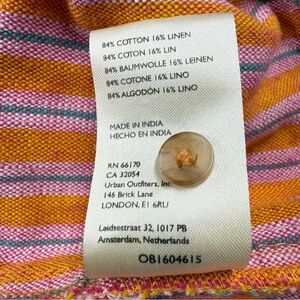 84% COTTON 16% LINEN
84% COTON 16% LIN
84% BAUMWOLLE 16% LEINEN
84% COTONE 16% LINO
84% ALGODÓN 16% LINO
MADE IN INDIA
HECHO EN INDIA
RN 66170
CA 32054
Urban Outfitters, Inc
146 Brick Lane
LONDON, E1 6RU
Leidsestraat 32, 1017 PB
Amsterdam, Netherlands
OB1604615